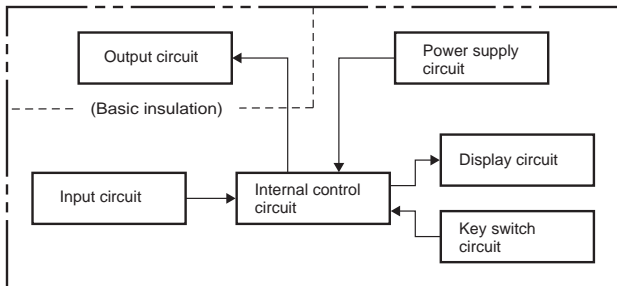 Output circuit
Power supply
circuit
(Basic insulation)
Display circuit
Input circuit
Internal control
circuit
Key switch
circuit